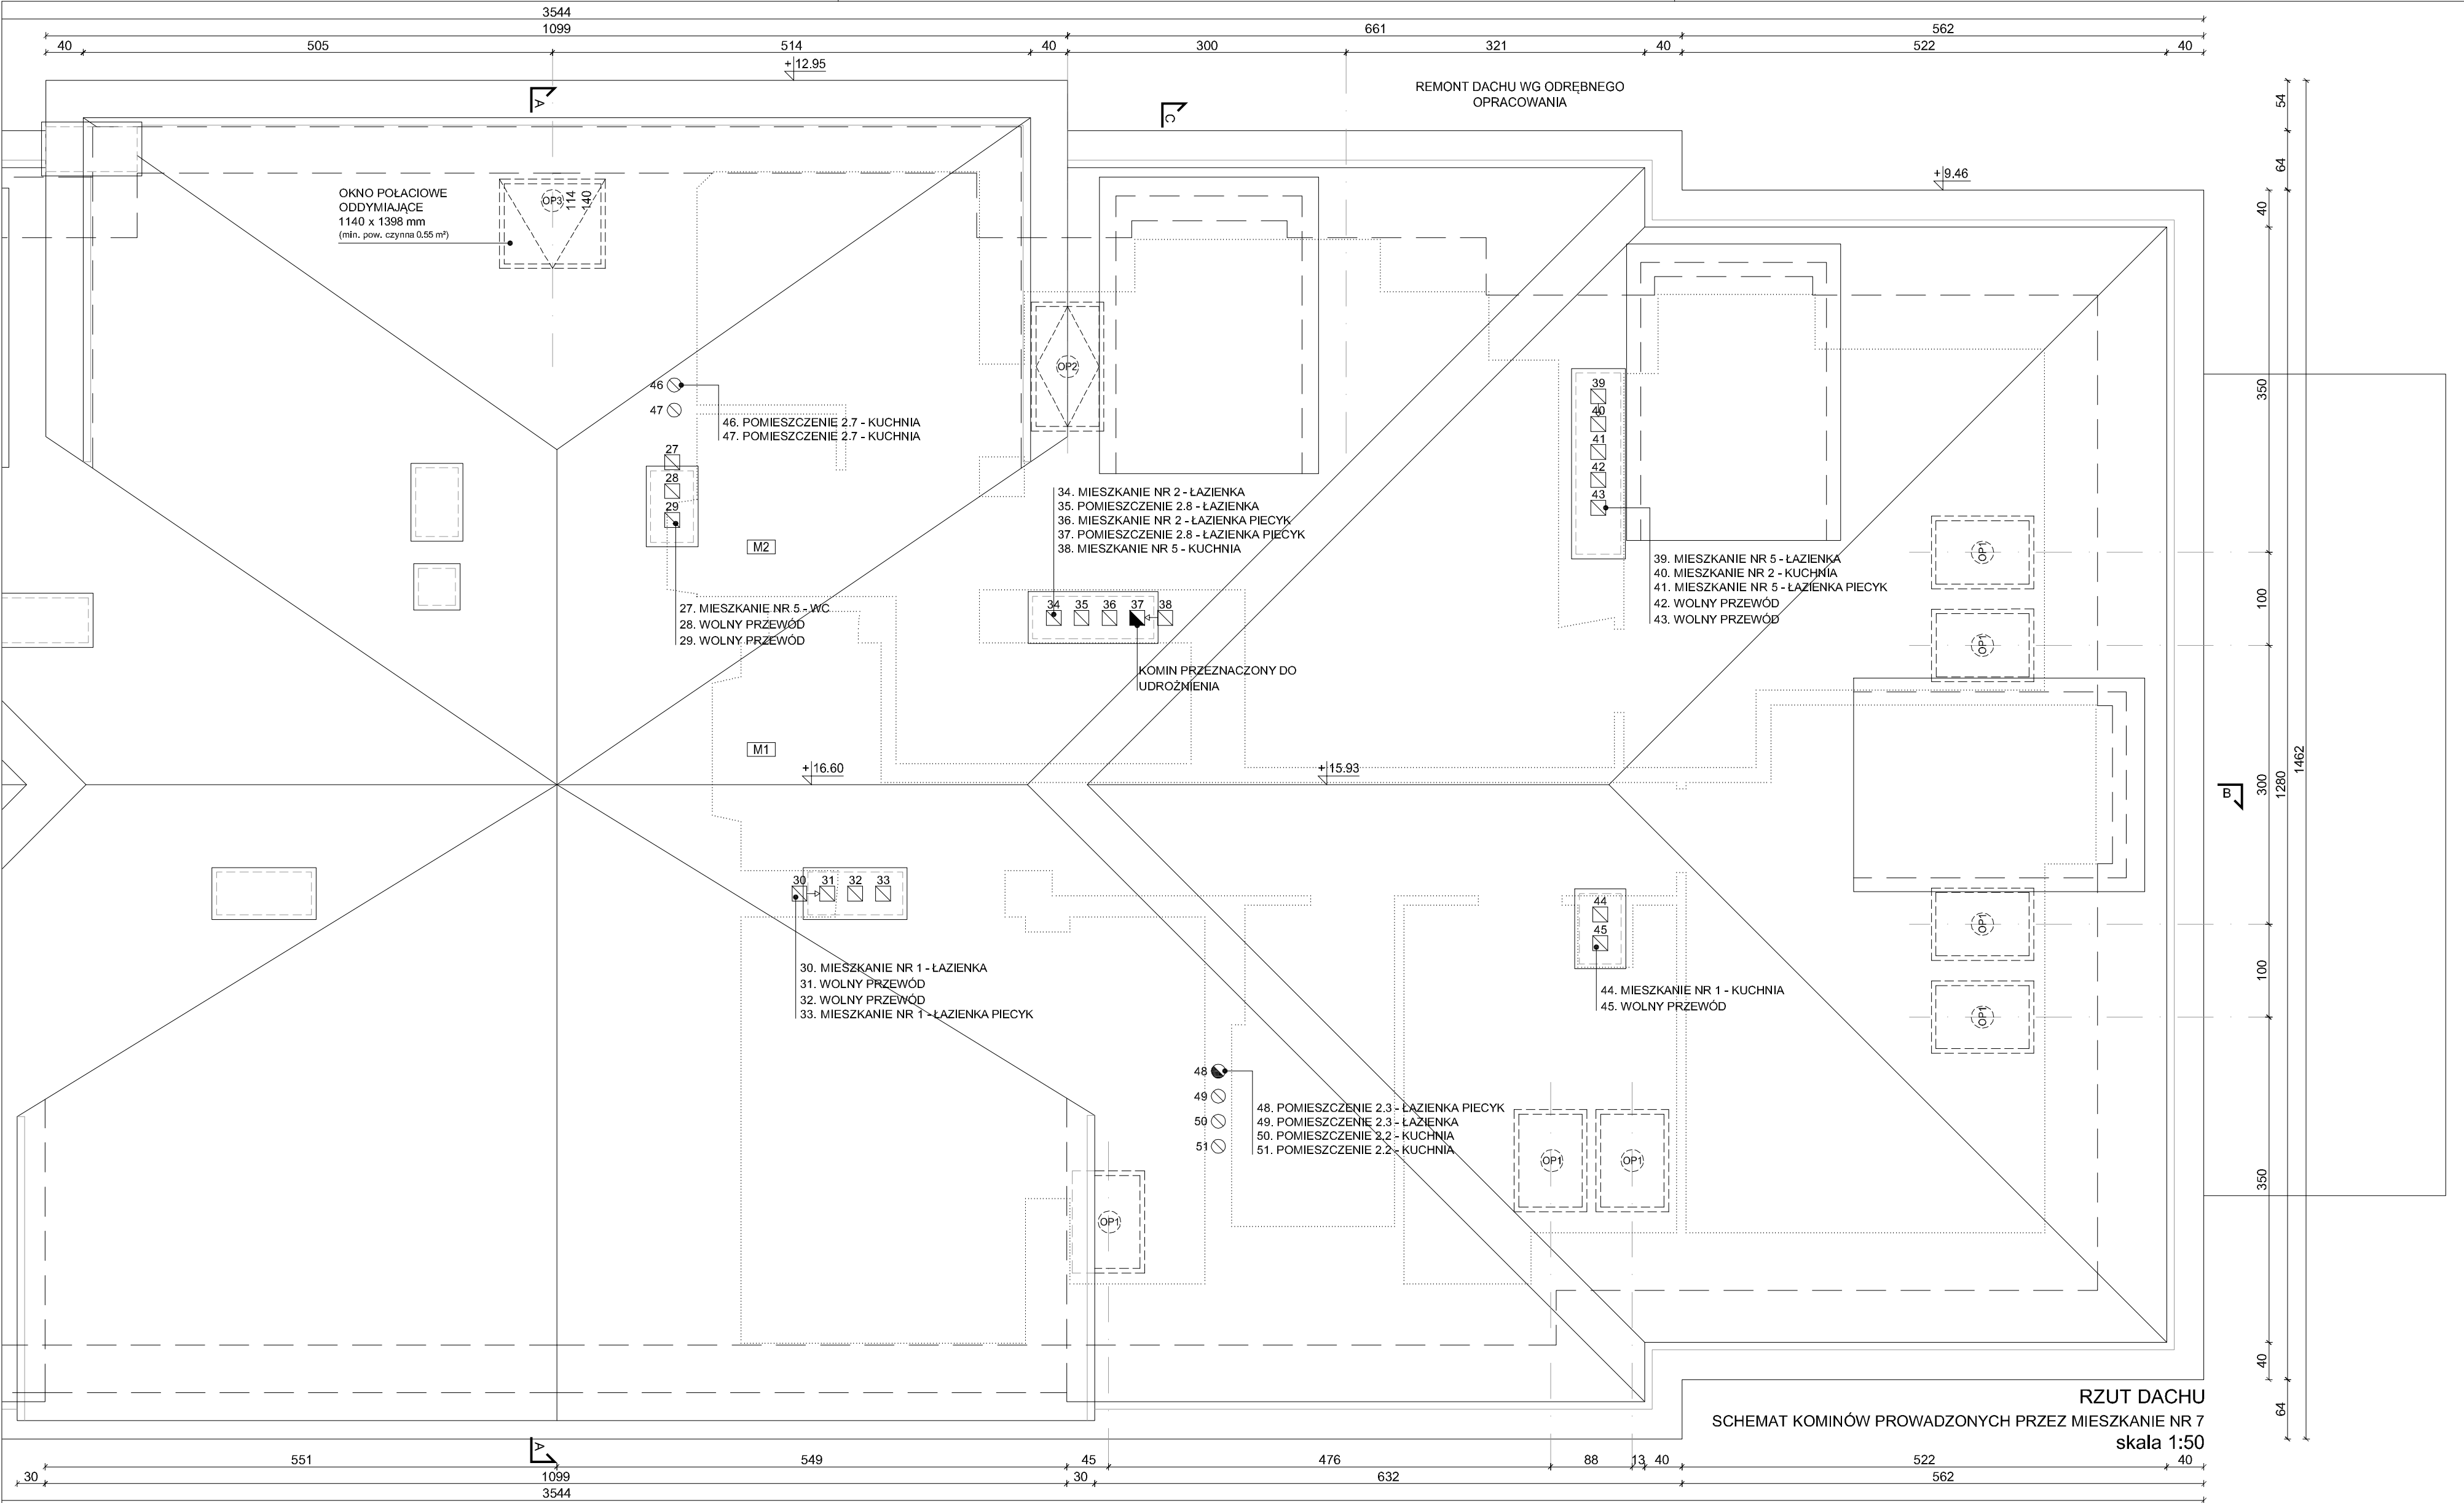 3544
1099
661
562
40
505
514
40
300
321
40
522
40
+12.95
A
C
REMONT DACHU WG ODRĘBNEGO
OPRACOWANIA
54
64
+9.46
40
OKNO POŁACIOWE
ODDYMIAJĄCE
1140 x 1398 mm
(min. pow. czynna 0.55 m²)
OP3
114
140
OP2
350
46
47
46. POMIESZCZENIE 2.7 - KUCHNIA
47. POMIESZCZENIE 2.7 - KUCHNIA
27
28
29
39
40
41
42
43
34. MIESZKANIE NR 2 - ŁAZIENKA
35. POMIESZCZENIE 2.8 - ŁAZIENKA
36. MIESZKANIE NR 2 - ŁAZIENKA PIECYK
37. POMIESZCZENIE 2.8 - ŁAZIENKA PIECYK
38. MIESZKANIE NR 5 - KUCHNIA
M2
OP1
39. MIESZKANIE NR 5 - ŁAZIENKA
40. MIESZKANIE NR 2 - KUCHNIA
41. MIESZKANIE NR 5 - ŁAZIENKA PIECYK
42. WOLNY PRZEWÓD
43. WOLNY PRZEWÓD
100
27. MIESZKANIE NR 5 - WC
28. WOLNY PRZEWÓD
29. WOLNY PRZEWÓD
34
35
36
37
38
OP1
KOMIN PRZEZNACZONY DO
UDROŻNIENIA
M1
+16.60
+15.93
300
1280
1462
B
30
31
32
33
44
45
OP1
30. MIESZKANIE NR 1 - ŁAZIENKA
31. WOLNY PRZEWÓD
32. WOLNY PRZEWÓD
33. MIESZKANIE NR 1 - ŁAZIENKA PIECYK
44. MIESZKANIE NR 1 - KUCHNIA
45. WOLNY PRZEWÓD
100
OP1
48
49
50
51
48. POMIESZCZENIE 2.3 - ŁAZIENKA PIECYK
49. POMIESZCZENIE 2.3 - ŁAZIENKA
50. POMIESZCZENIE 2.2 - KUCHNIA
51. POMIESZCZENIE 2.2 - KUCHNIA
OP1
OP1
OP1
350
40
64
RZUT DACHU
SCHEMAT KOMINÓW PROWADZONYCH PRZEZ MIESZKANIE NR 7
skala 1:50
A
551
549
45
476
88
13
40
522
40
30
1099
30
632
562
3544